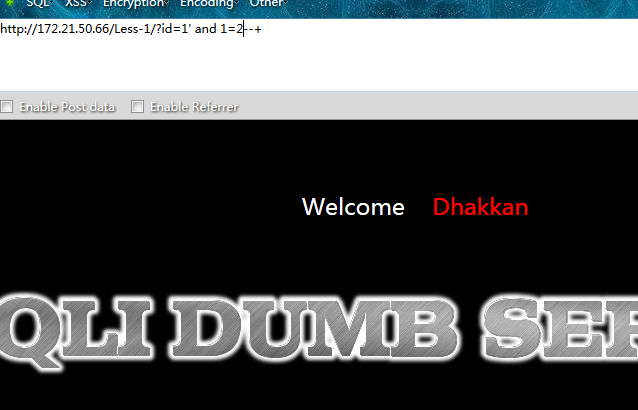 SQL XSS Encryption Encoding Other
http://172.21.50.66/Less-1/?id=1' and 1=2--+
Enable Post data Enable Referrer
Welcome Dhakkan
QLI DUMB SER